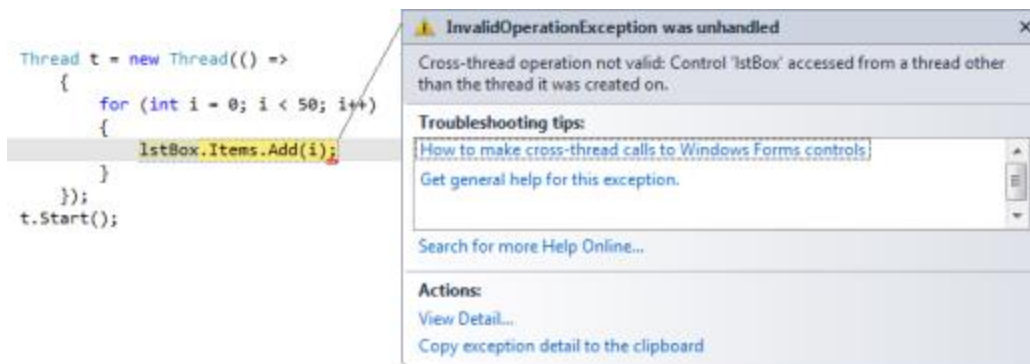 Thread t = new Thread(() =>
{
for (int i = 0; i < 50; i++)
{
lstBox.Items.Add(i);
}
});
t.Start();
InvalidOperationException was unhandled
Cross-thread operation not valid: Control 'lstBox' accessed from a thread other
than the thread it was created on.
Troubleshooting tips:
How to make cross-thread calls to Windows Forms controls
Get general help for this exception.
Search for more Help Online...
Actions:
View Detail...
Copy exception detail to the clipboard